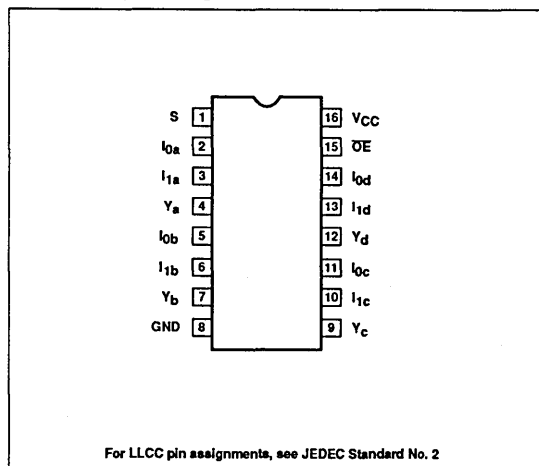 S 1 16 VCC
I0a 2 15 O̅E̅
I1a 3 14 I0d
Ya 4 13 I1d
I0b 5 12 Yd
I1b 6 11 I0c
Yb 7 10 I1c
GND 8 9 Yc
For LLCC pin assignments, see JEDEC Standard No. 2